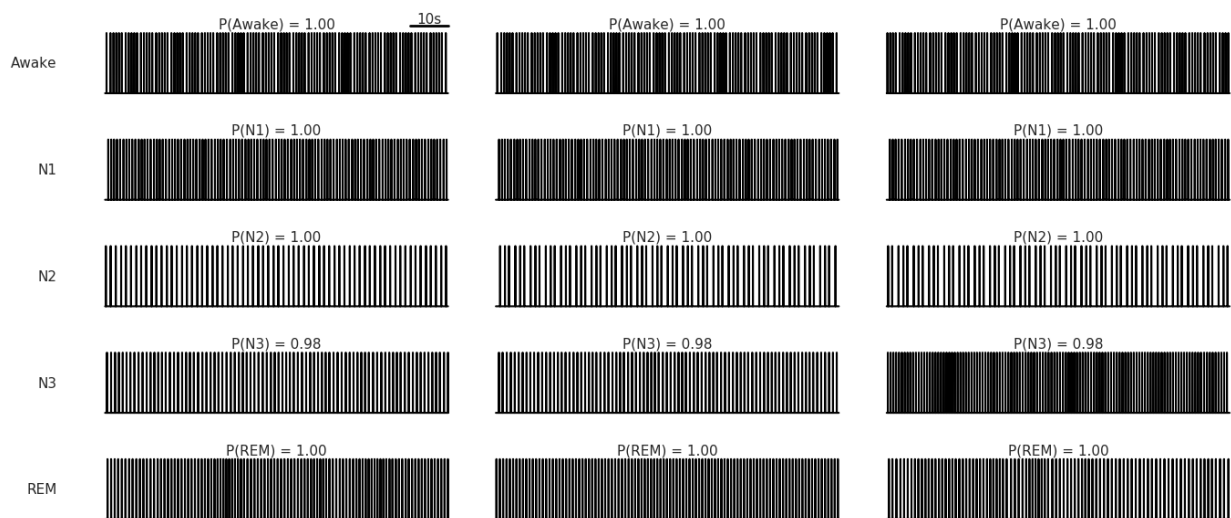 10s
P(Awake) = 1.00 P(Awake) = 1.00 P(Awake) = 1.00
Awake
P(N1) = 1.00 P(N1) = 1.00 P(N1) = 1.00
N1
P(N2) = 1.00 P(N2) = 1.00 P(N2) = 1.00
N2
P(N3) = 0.98 P(N3) = 0.98 P(N3) = 0.98
N3
P(REM) = 1.00 P(REM) = 1.00 P(REM) = 1.00
REM